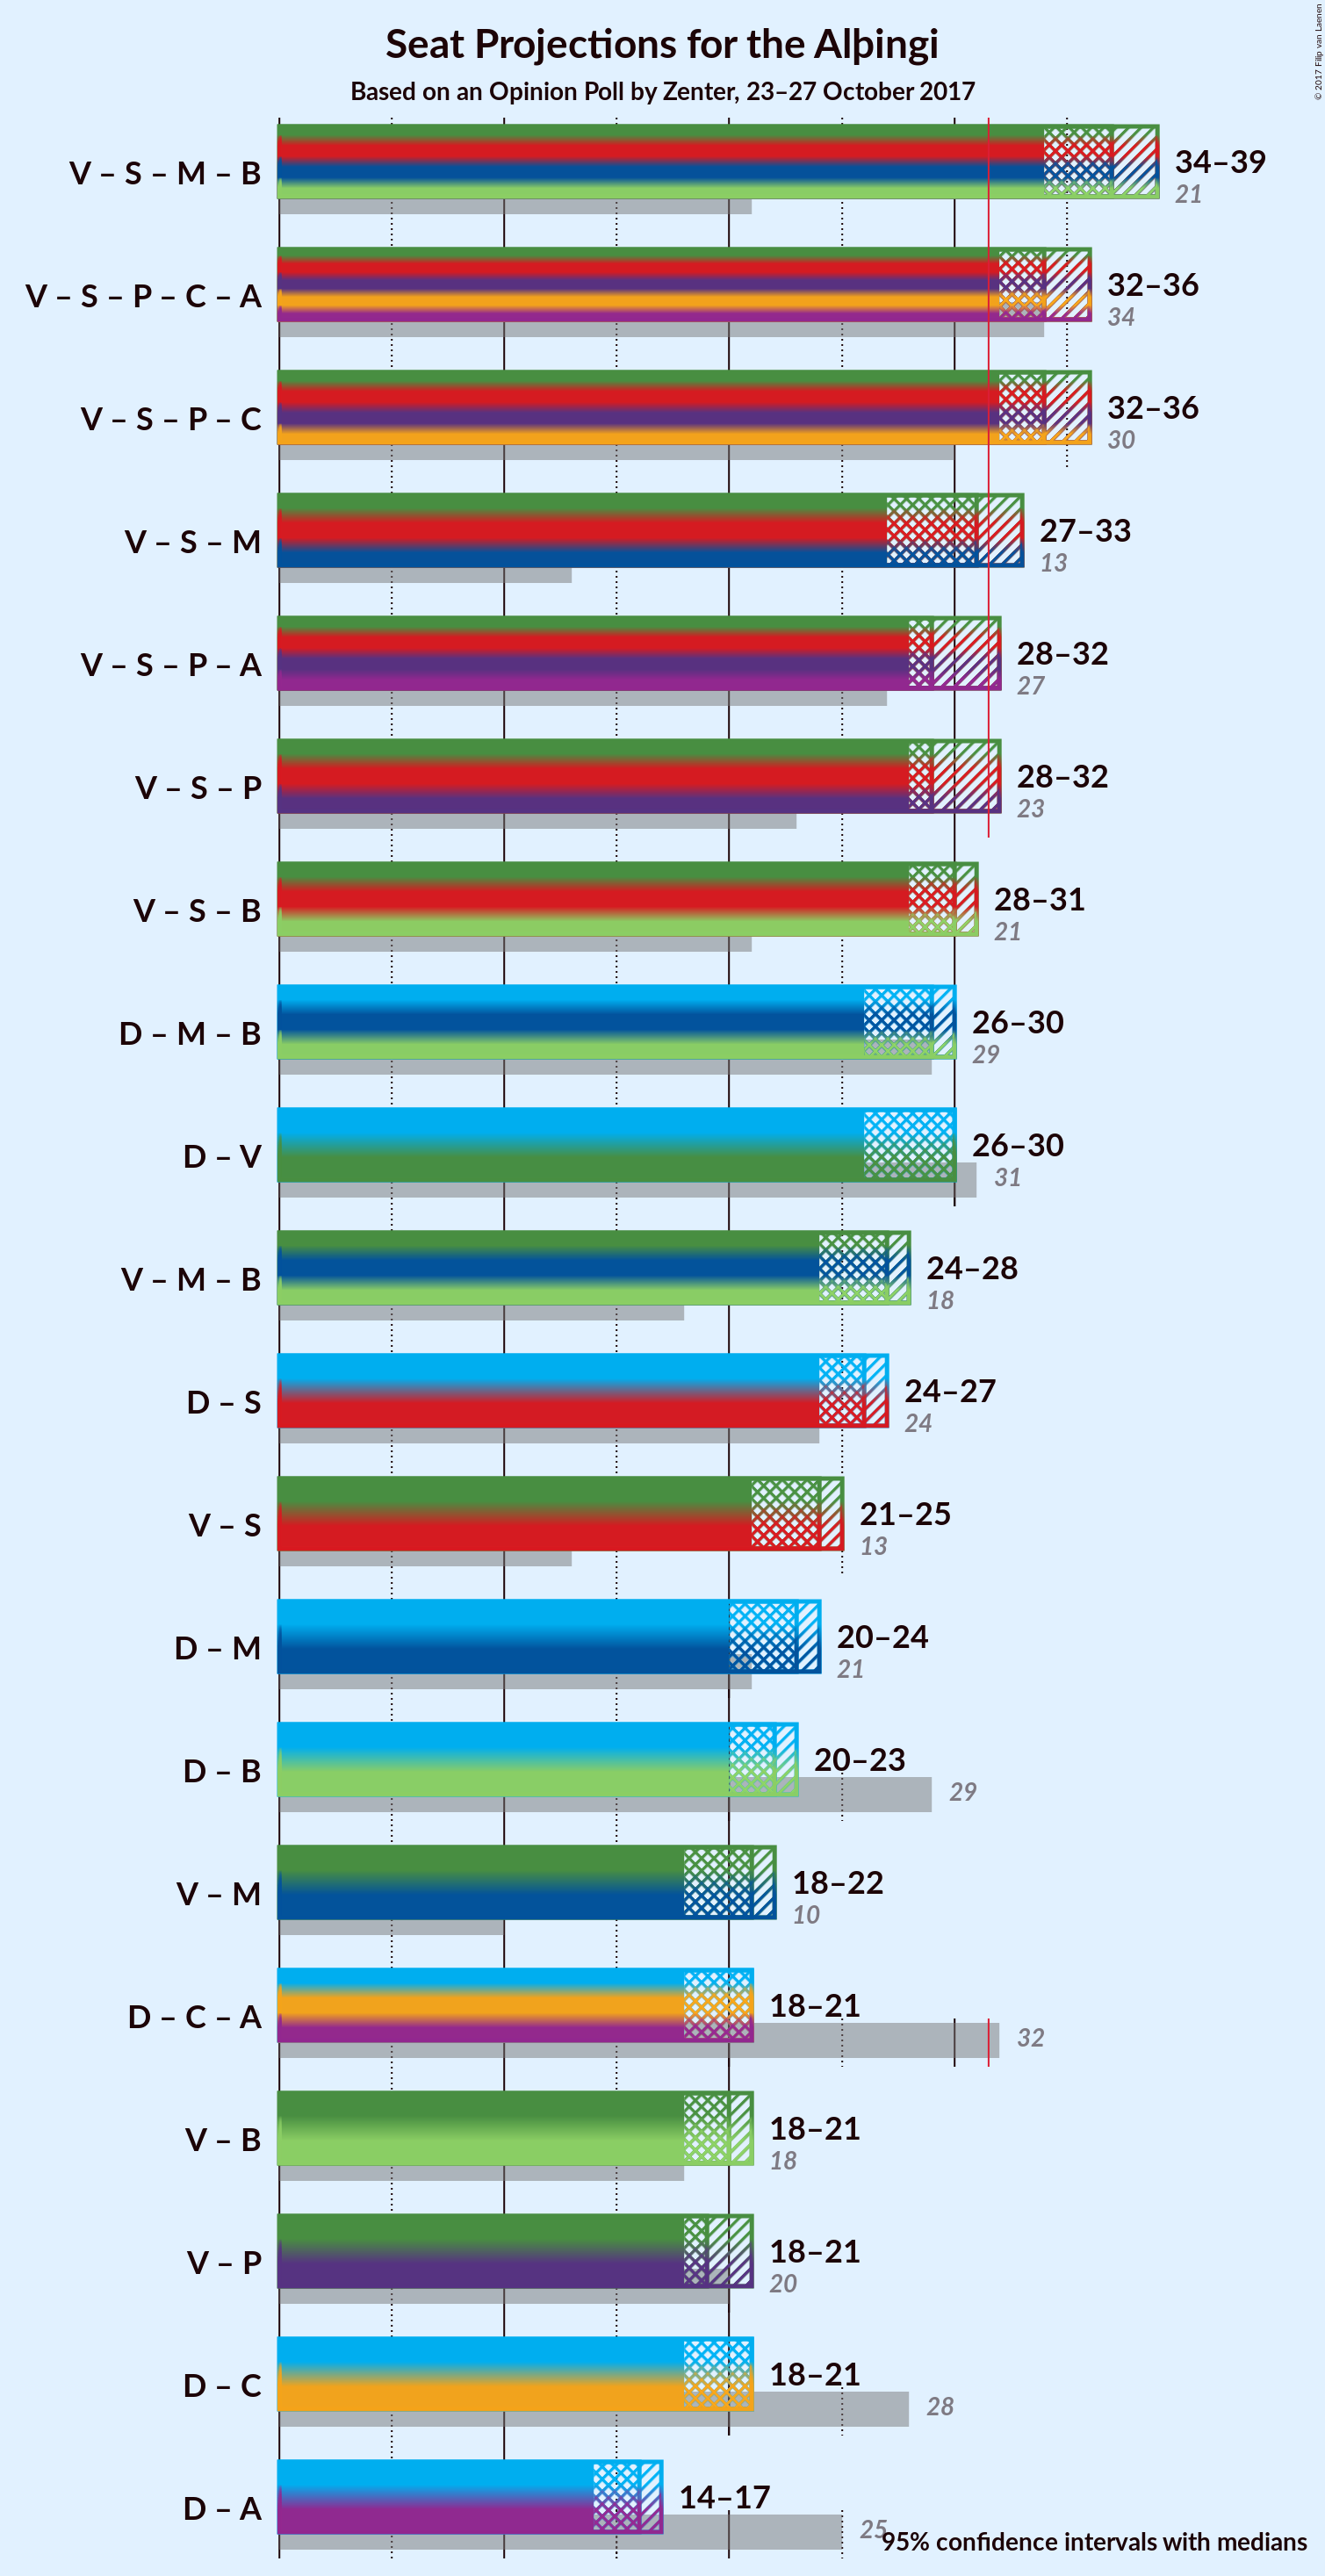 Seat Projections for the Alþingi
Based on an Opinion Poll by Zenter, 23–27 October 2017
© 2017 Filip van Laenen
V – S – M – B
34–39
21
V – S – P – C – A
32–36
34
V – S – P – C
32–36
30
V – S – M
27–33
13
V – S – P – A
28–32
27
V – S – P
28–32
23
V – S – B
28–31
21
D – M – B
26–30
29
D – V
26–30
31
V – M – B
24–28
18
D – S
24–27
24
V – S
21–25
13
D – M
20–24
21
D – B
20–23
29
V – M
18–22
10
D – C – A
18–21
32
V – B
18–21
18
V – P
18–21
20
D – C
18–21
28
D – A
14–17
25
95% confidence intervals with medians